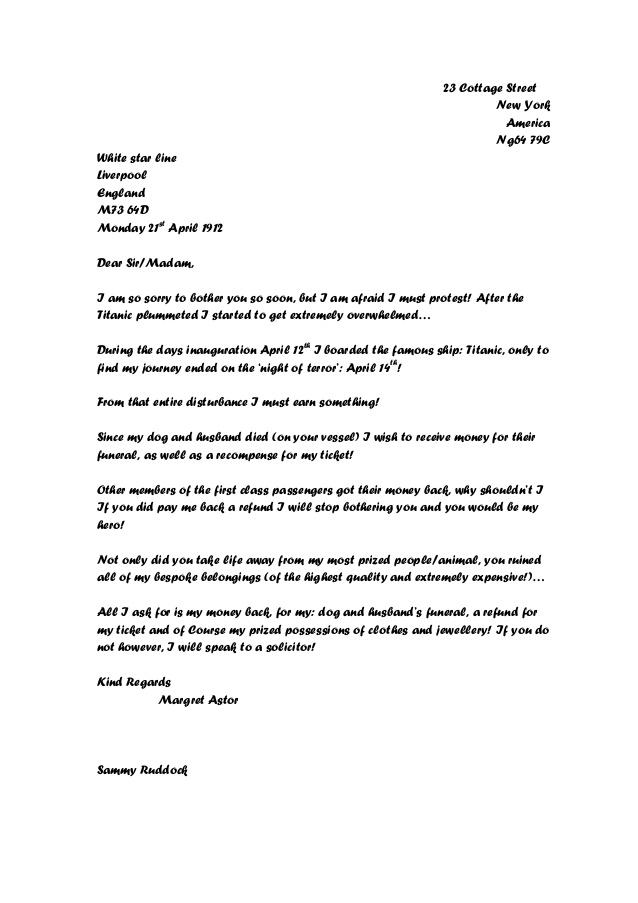 23 Cottage Street
New York
America
Ng64 79C
White star line
Liverpool
England
M73 64D
Monday 21st April 1912
Dear Sir/Madam,
I am so sorry to bother you so soon, but I am afraid I must protest! After the
Titanic plummeted I started to get extremely overwhelmed...
During the days inauguration April 12th I boarded the famous ship: Titanic, only to
find my journey ended on the 'night of terror': April 14th!
From that entire disturbance I must earn something!
Since my dog and husband died (on your vessel) I wish to receive money for their
funeral, as well as a recompense for my ticket!
Other members of the first class passengers got their money back, why shouldn't I
If you did pay me back a refund I will stop bothering you and you would be my
hero!
Not only did you take life away from my most prized people/animal, you ruined
all of my bespoke belongings (of the highest quality and extremely expensive!)...
All I ask for is my money back, for my: dog and husband's funeral, a refund for
my ticket and of Course my prized possessions of clothes and jewellery! If you do
not however, I will speak to a solicitor!
Kind Regards
Margret Astor
Sammy Ruddock